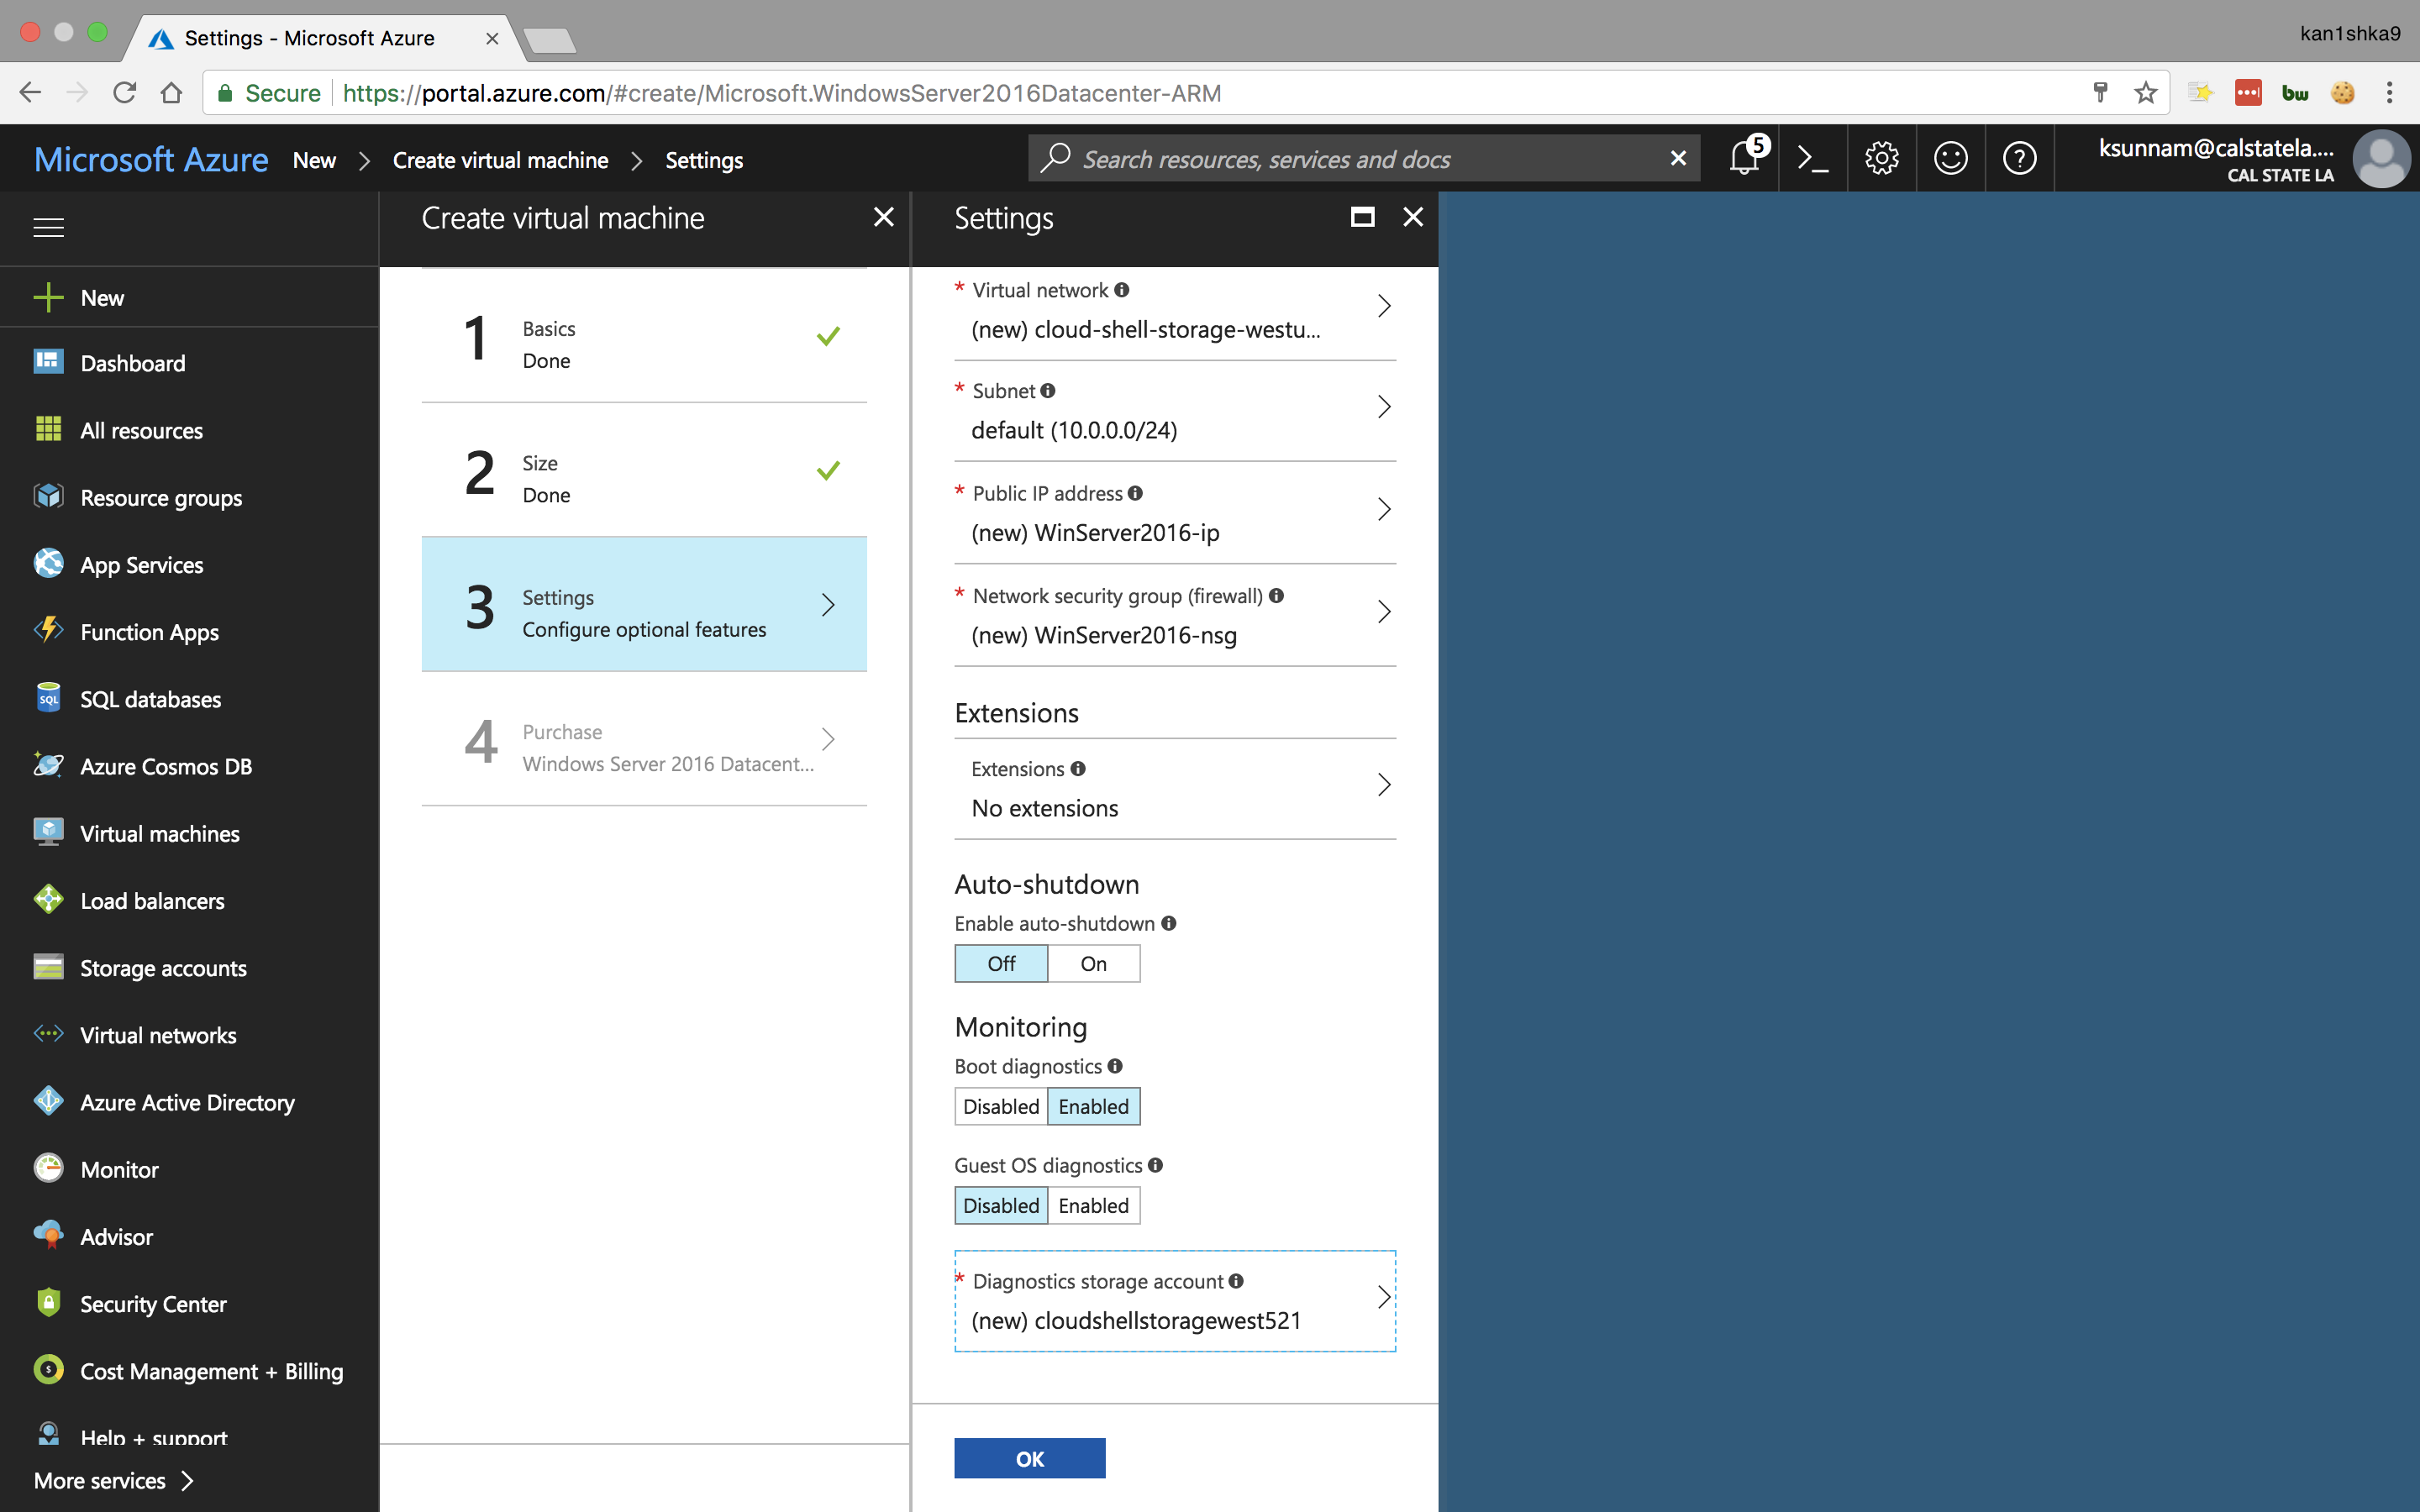 Settings - Microsoft Azure
kan1shka9
Secure
https://portal.azure.com/#create/Microsoft.WindowsServer2016Datacenter-ARM
bw
Microsoft Azure
New
Create virtual machine
Settings
Search resources, services and docs
5
ksunnam@calstatela....
CAL STATE LA
New
Dashboard
All resources
Resource groups
App Services
Function Apps
SQL
SQL databases
Azure Cosmos DB
Virtual machines
Load balancers
Storage accounts
Virtual networks
Azure Active Directory
Monitor
Advisor
Security Center
Cost Management + Billing
Help + support
More services
Create virtual machine
1
Basics
Done
2
Size
Done
3
Settings
Configure optional features
4
Purchase
Windows Server 2016 Datacent...
Settings
* Virtual network
(new) cloud-shell-storage-westu...
* Subnet
default (10.0.0.0/24)
* Public IP address
(new) WinServer2016-ip
* Network security group (firewall)
(new) WinServer2016-nsg
Extensions
Extensions
No extensions
Auto-shutdown
Enable auto-shutdown
Off On
Monitoring
Boot diagnostics
Disabled Enabled
Guest OS diagnostics
Disabled Enabled
* Diagnostics storage account
(new) cloudshellstoragewest521
OK